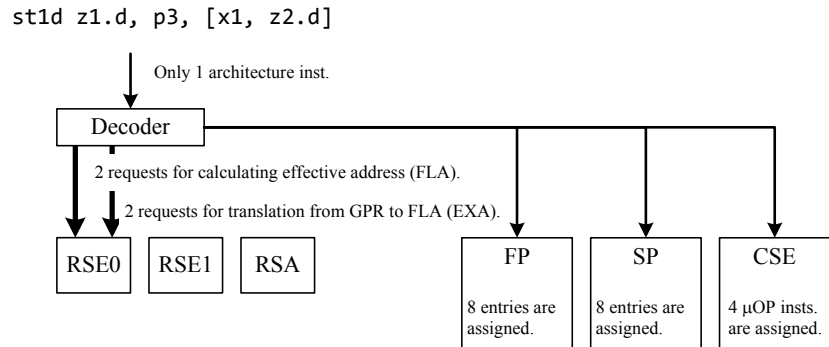 st1d z1.d, p3, [x1, z2.d]
Only 1 architecture inst.
Decoder
2 requests for calculating effective address (FLA).
2 requests for translation from GPR to FLA (EXA).
RSE0
RSE1
RSA
FP
8 entries are
assigned.
SP
8 entries are
assigned.
CSE
4 μOP insts.
are assigned.